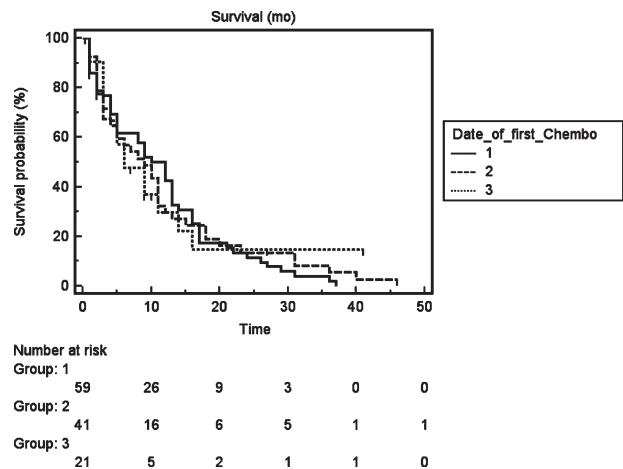 Survival (mo)
Survival probability (%)
100
80
60
40
20
0
0 10 20 30 40 50
Time
Date_of_first_Chembo
1
2
3
Number at risk
Group: 1
59 26 9 3 0 0
Group: 2
41 16 6 5 1 1
Group: 3
21 5 2 1 1 0